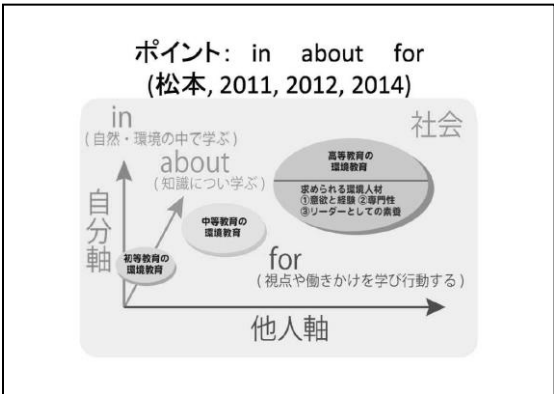 ポイント： in about for
(松本, 2011, 2012, 2014)
in
(自然・環境の中で学ぶ)
社会
about
(知識につい学ぶ)
高等教育の
環境教育
求められる環境人材
①意欲と経験 ②専門性
③リーダーとしての素養
自分軸
中等教育の
環境教育
初等教育の
環境教育
for
(視点や働きかけを学び行動する)
他人軸